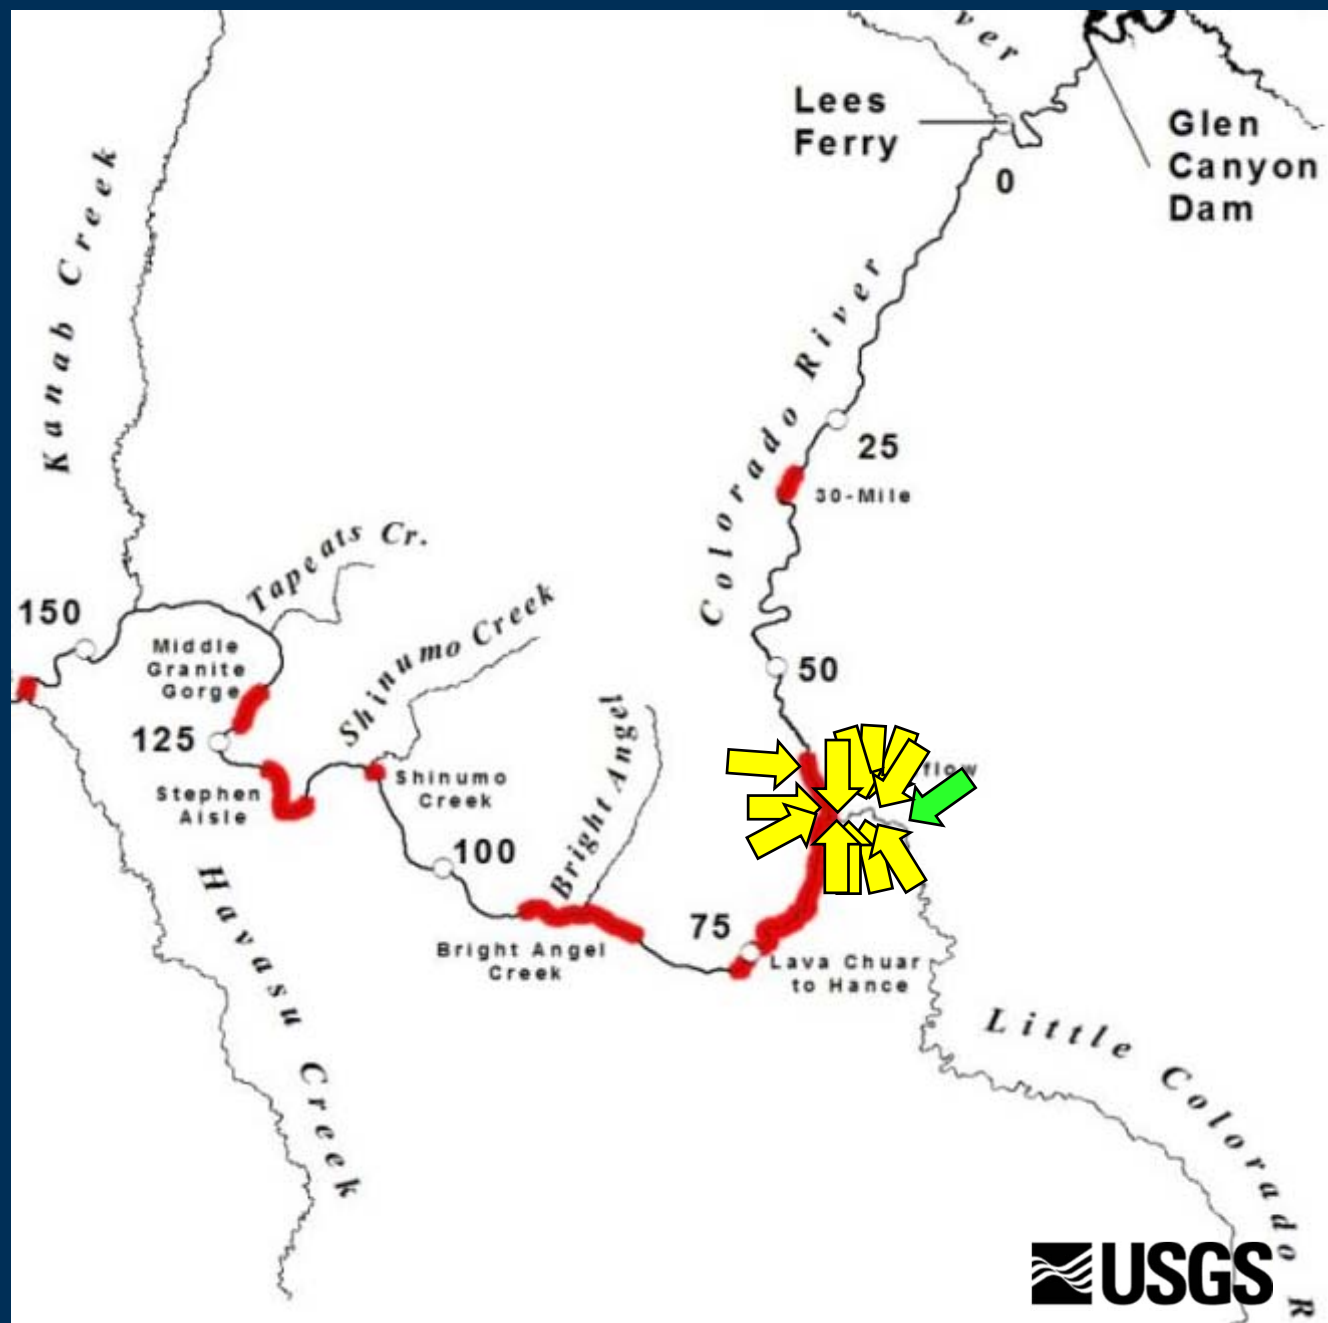 ver
Lees
Ferry
0
Glen
Canyon
Dam
Kanab Creek
Colorado River
25
30-Mile
Tapeats Cr.
150
Middle
Granite
Gorge
Shinumo Creek
50
125
Stephen
Aisle
Shinumo
Creek
Bright Angel
flow
100
Havasu Creek
75
Bright Angel
Creek
Lava Chuar
to Hance
Little Colorado R
USGS